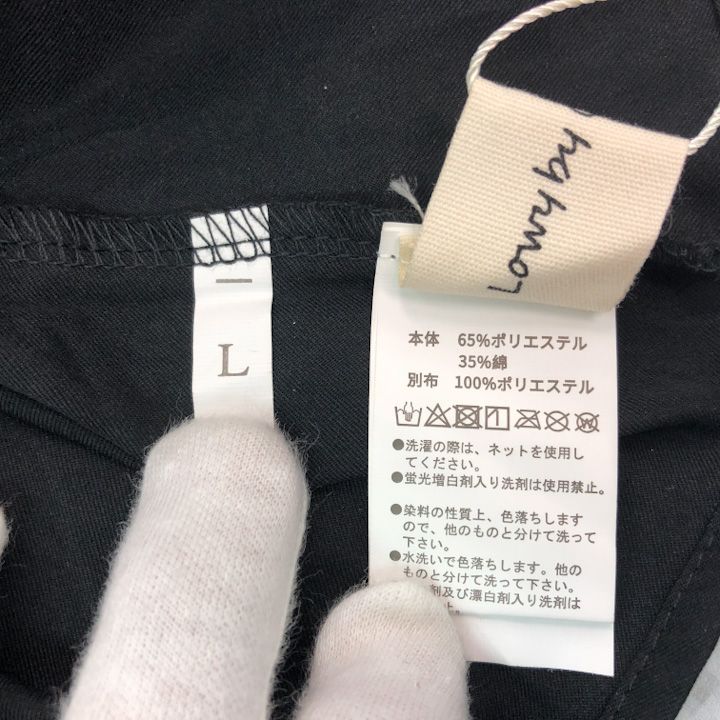 Lowy by
L
本体 65%ポリエステル
35%綿
別布 100%ポリエステル
●洗濯の際は、ネットを使用し
てください。
●蛍光増白剤入り洗剤は使用禁止。
●染料の性質上、色落ちします
ので、他のものと分けて洗って
下さい。
●水洗いで色落ちします。他の
ものと分けて洗って下さい。
剤及び漂白剤入り洗剤は